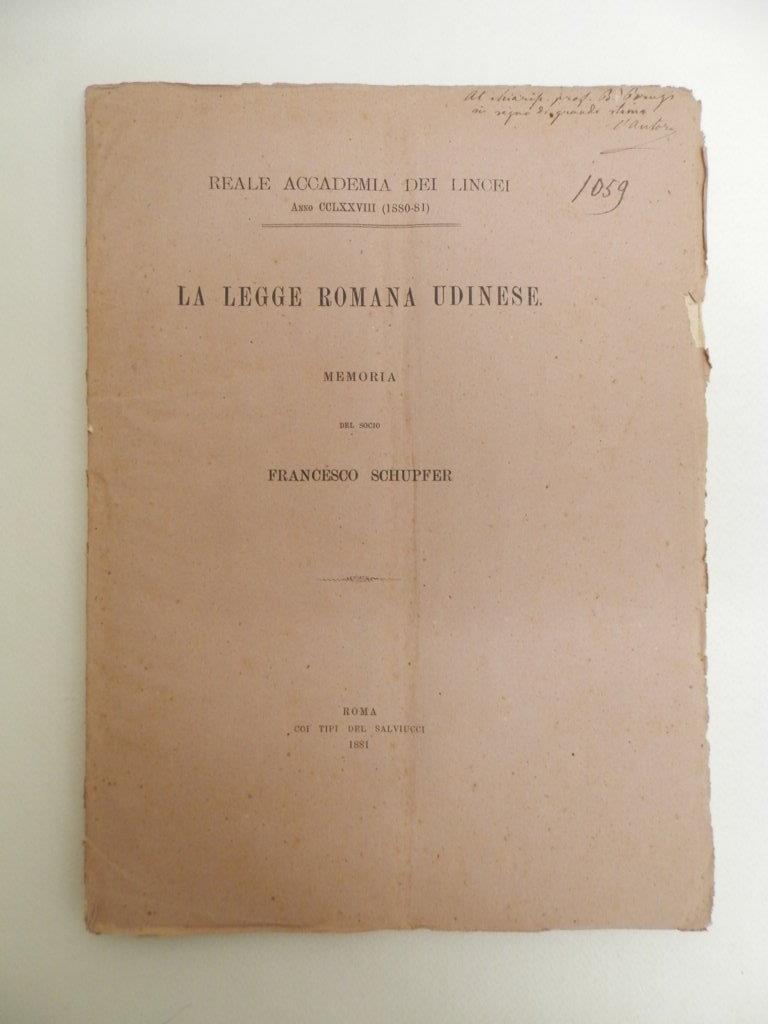 Al chiariss. prof. B. Brugi
in segno di grande stima
l'Autore
1059
REALE ACCADEMIA DEI LINCEI
ANNO CCLXXVIII (1880-81)
LA LEGGE ROMANA UDINESE.
MEMORIA
DEL SOCIO
FRANCESCO SCHUPFER
ROMA
COI TIPI DEL SALVIUCCI
1881